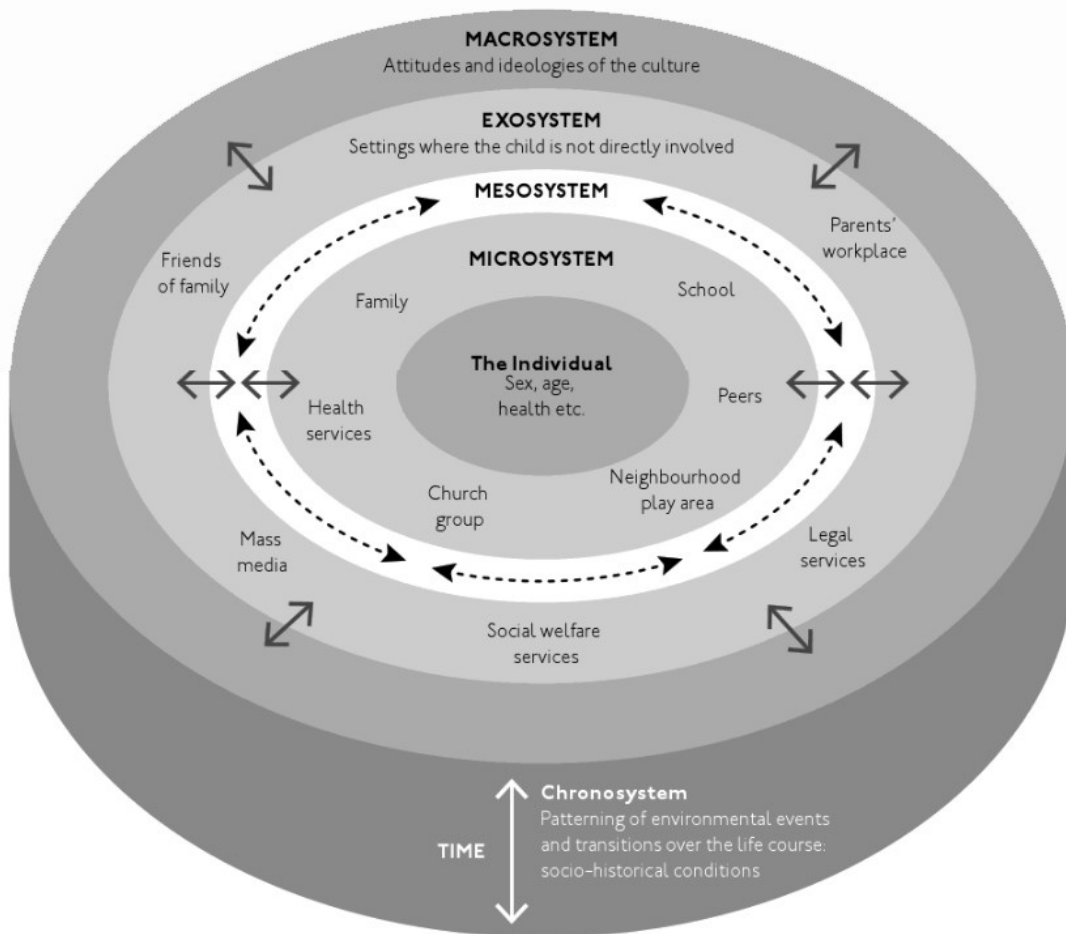 MACROSYSTEM
Attitudes and ideologies of the culture
EXOSYSTEM
Settings where the child is not directly involved
MESOSYSTEM
MICROSYSTEM
Friends
of family
Parents'
workplace
Family
School
The Individual
Sex, age,
health etc.
Health
services
Peers
Church
group
Neighbourhood
play area
Mass
media
Legal
services
Social welfare
services
TIME
Chronosystem
Patterning of environmental events
and transitions over the life course:
socio-historical conditions